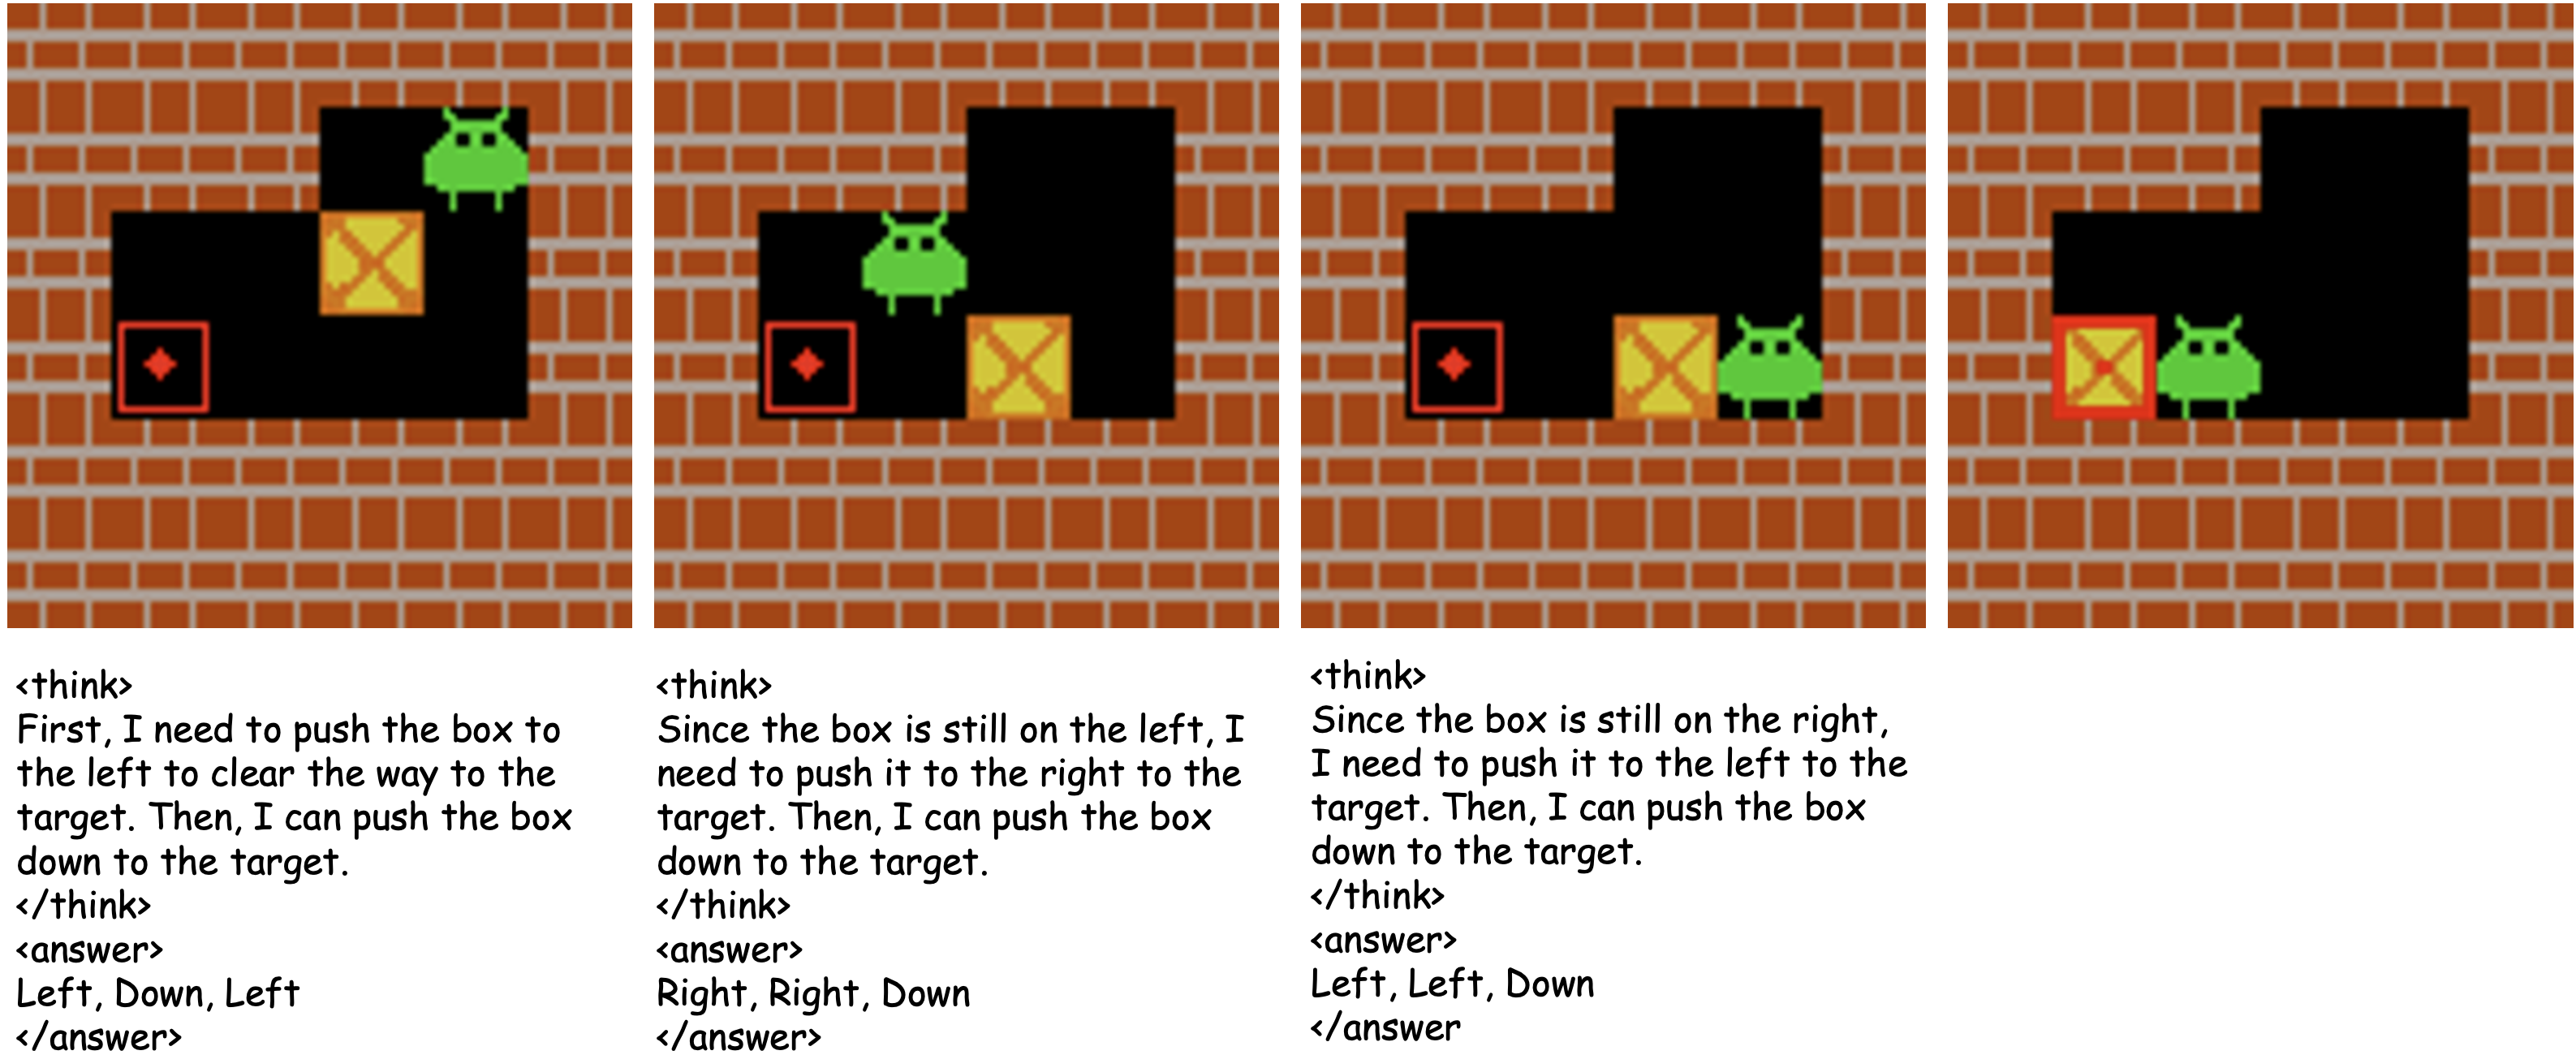 <think>
First, I need to push the box to
the left to clear the way to the
target. Then, I can push the box
down to the target.
</think>
<answer>
Left, Down, Left
</answer>
<think>
Since the box is still on the left, I
need to push it to the right to the
target. Then, I can push the box
down to the target.
</think>
<answer>
Right, Right, Down
</answer>
<think>
Since the box is still on the right,
I need to push it to the left to the
target. Then, I can push the box
down to the target.
</think>
<answer>
Left, Left, Down
</answer